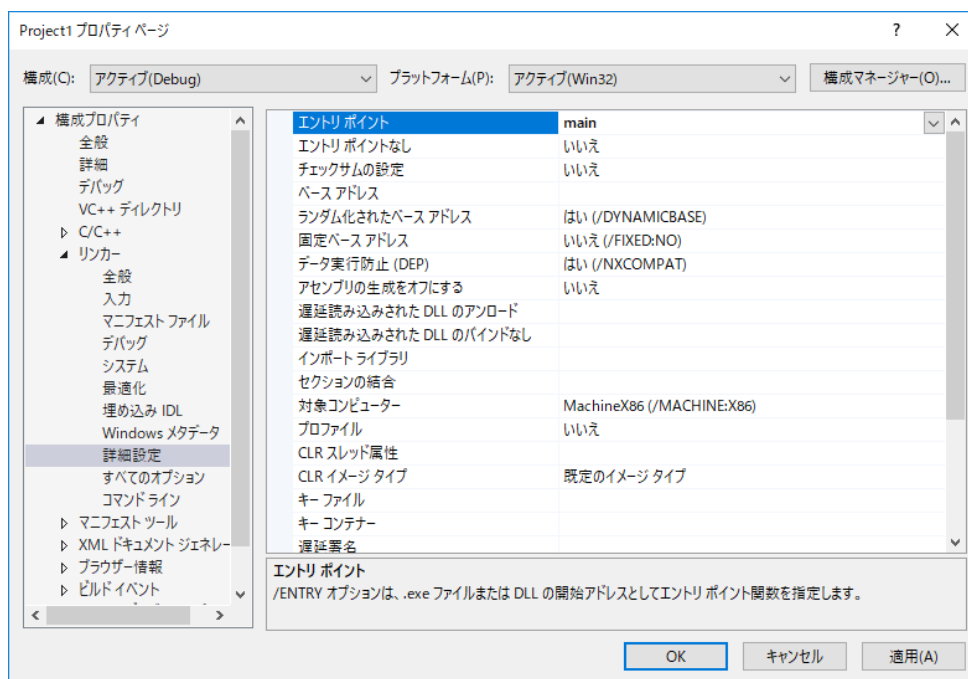 Project1 プロパティ ページ ? ×
構成(C): アクティブ(Debug) プラットフォーム(P): アクティブ(Win32) 構成マネージャー(O)...
構成プロパティ
全般
詳細
デバッグ
VC++ ディレクトリ
C/C++
リンカー
全般
入力
マニフェスト ファイル
デバッグ
システム
最適化
埋め込み IDL
Windows メタデータ
詳細設定
すべてのオプション
コマンド ライン
マニフェスト ツール
XML ドキュメント ジェネレー
ブラウザー情報
ビルド イベント
エントリ ポイント main
エントリ ポイントなし いいえ
チェックサムの設定 いいえ
ベース アドレス
ランダム化されたベース アドレス はい (/DYNAMICBASE)
固定ベース アドレス いいえ (/FIXED:NO)
データ実行防止 (DEP) はい (/NXCOMPAT)
アセンブリの生成をオフにする いいえ
遅延読み込みされた DLL のアンロード
遅延読み込みされた DLL のバインドなし
インポート ライブラリ
セクションの結合
対象コンピューター MachineX86 (/MACHINE:X86)
プロファイル いいえ
CLR スレッド属性
CLR イメージ タイプ 既定のイメージ タイプ
キー ファイル
キー コンテナー
遅延署名
エントリ ポイント
/ENTRY オプションは、.exe ファイルまたは DLL の開始アドレスとしてエントリ ポイント関数を指定します。
OK キャンセル 適用(A)